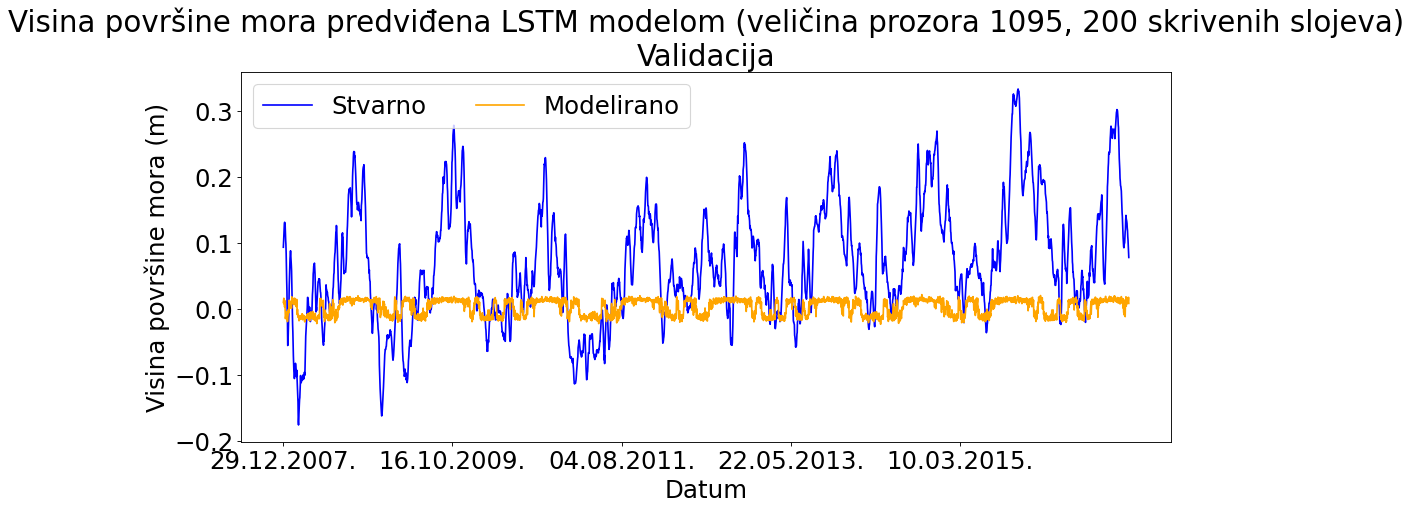 Visina površine mora predviđena LSTM modelom (veličina prozora 1095, 200 skrivenih slojeva)
Validacija
Stvarno Modelirano
Visina površine mora (m)
0.3
0.2
0.1
0.0
−0.1
−0.2
29.12.2007. 16.10.2009. 04.08.2011. 22.05.2013. 10.03.2015.
Datum